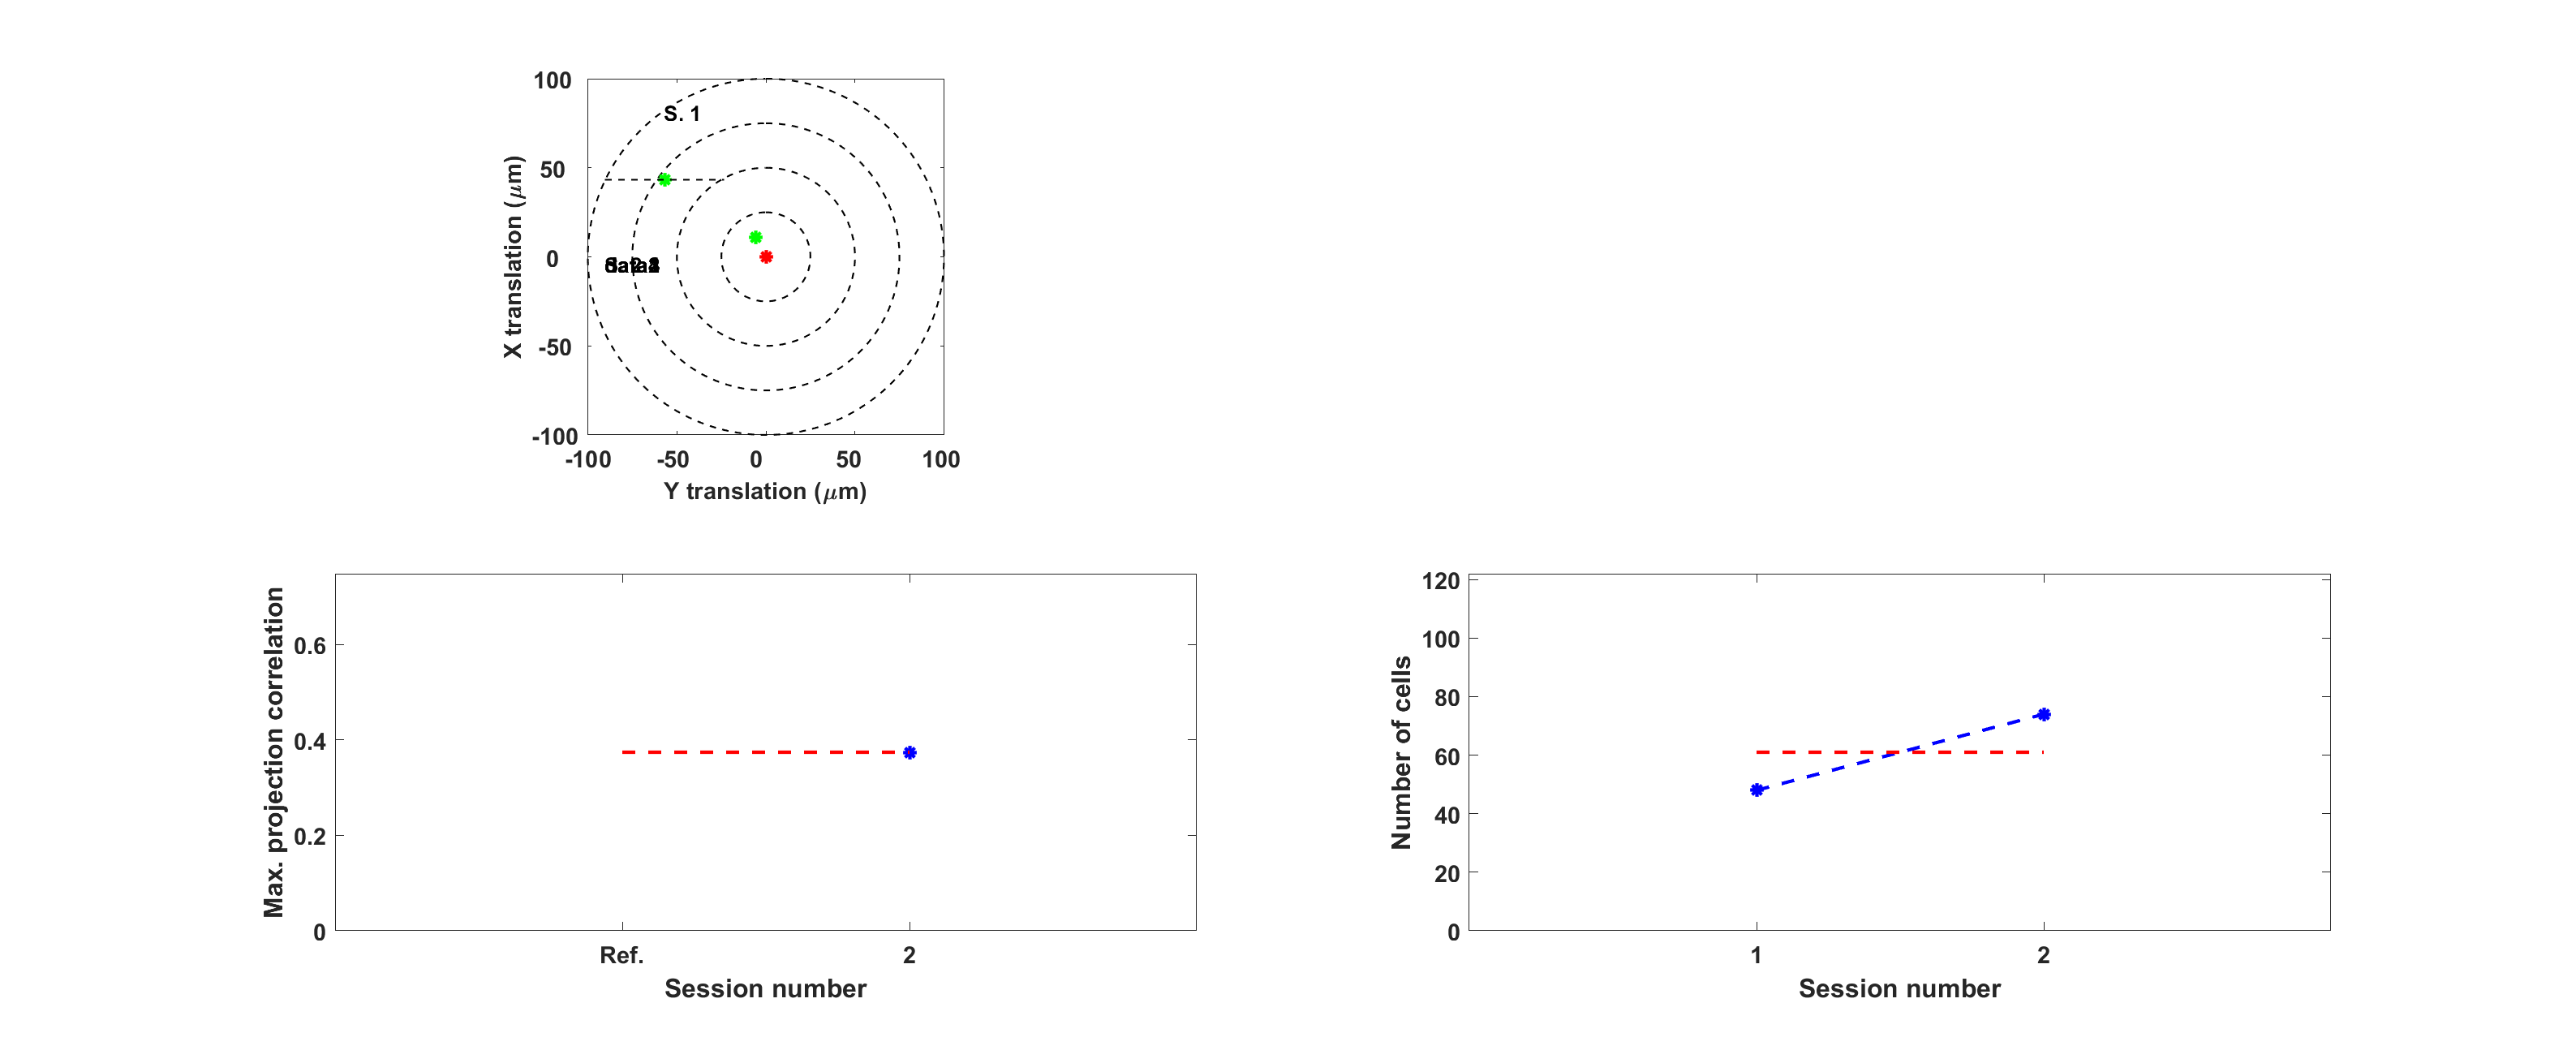 100
S. 1
50
0
-50
-100
X translation (μm)
-100 -50 0 50 100
Y translation (μm)
0.6
0.4
0.2
0
Max. projection correlation
Ref. 2
Session number
120
100
80
60
40
20
0
Number of cells
1 2
Session number